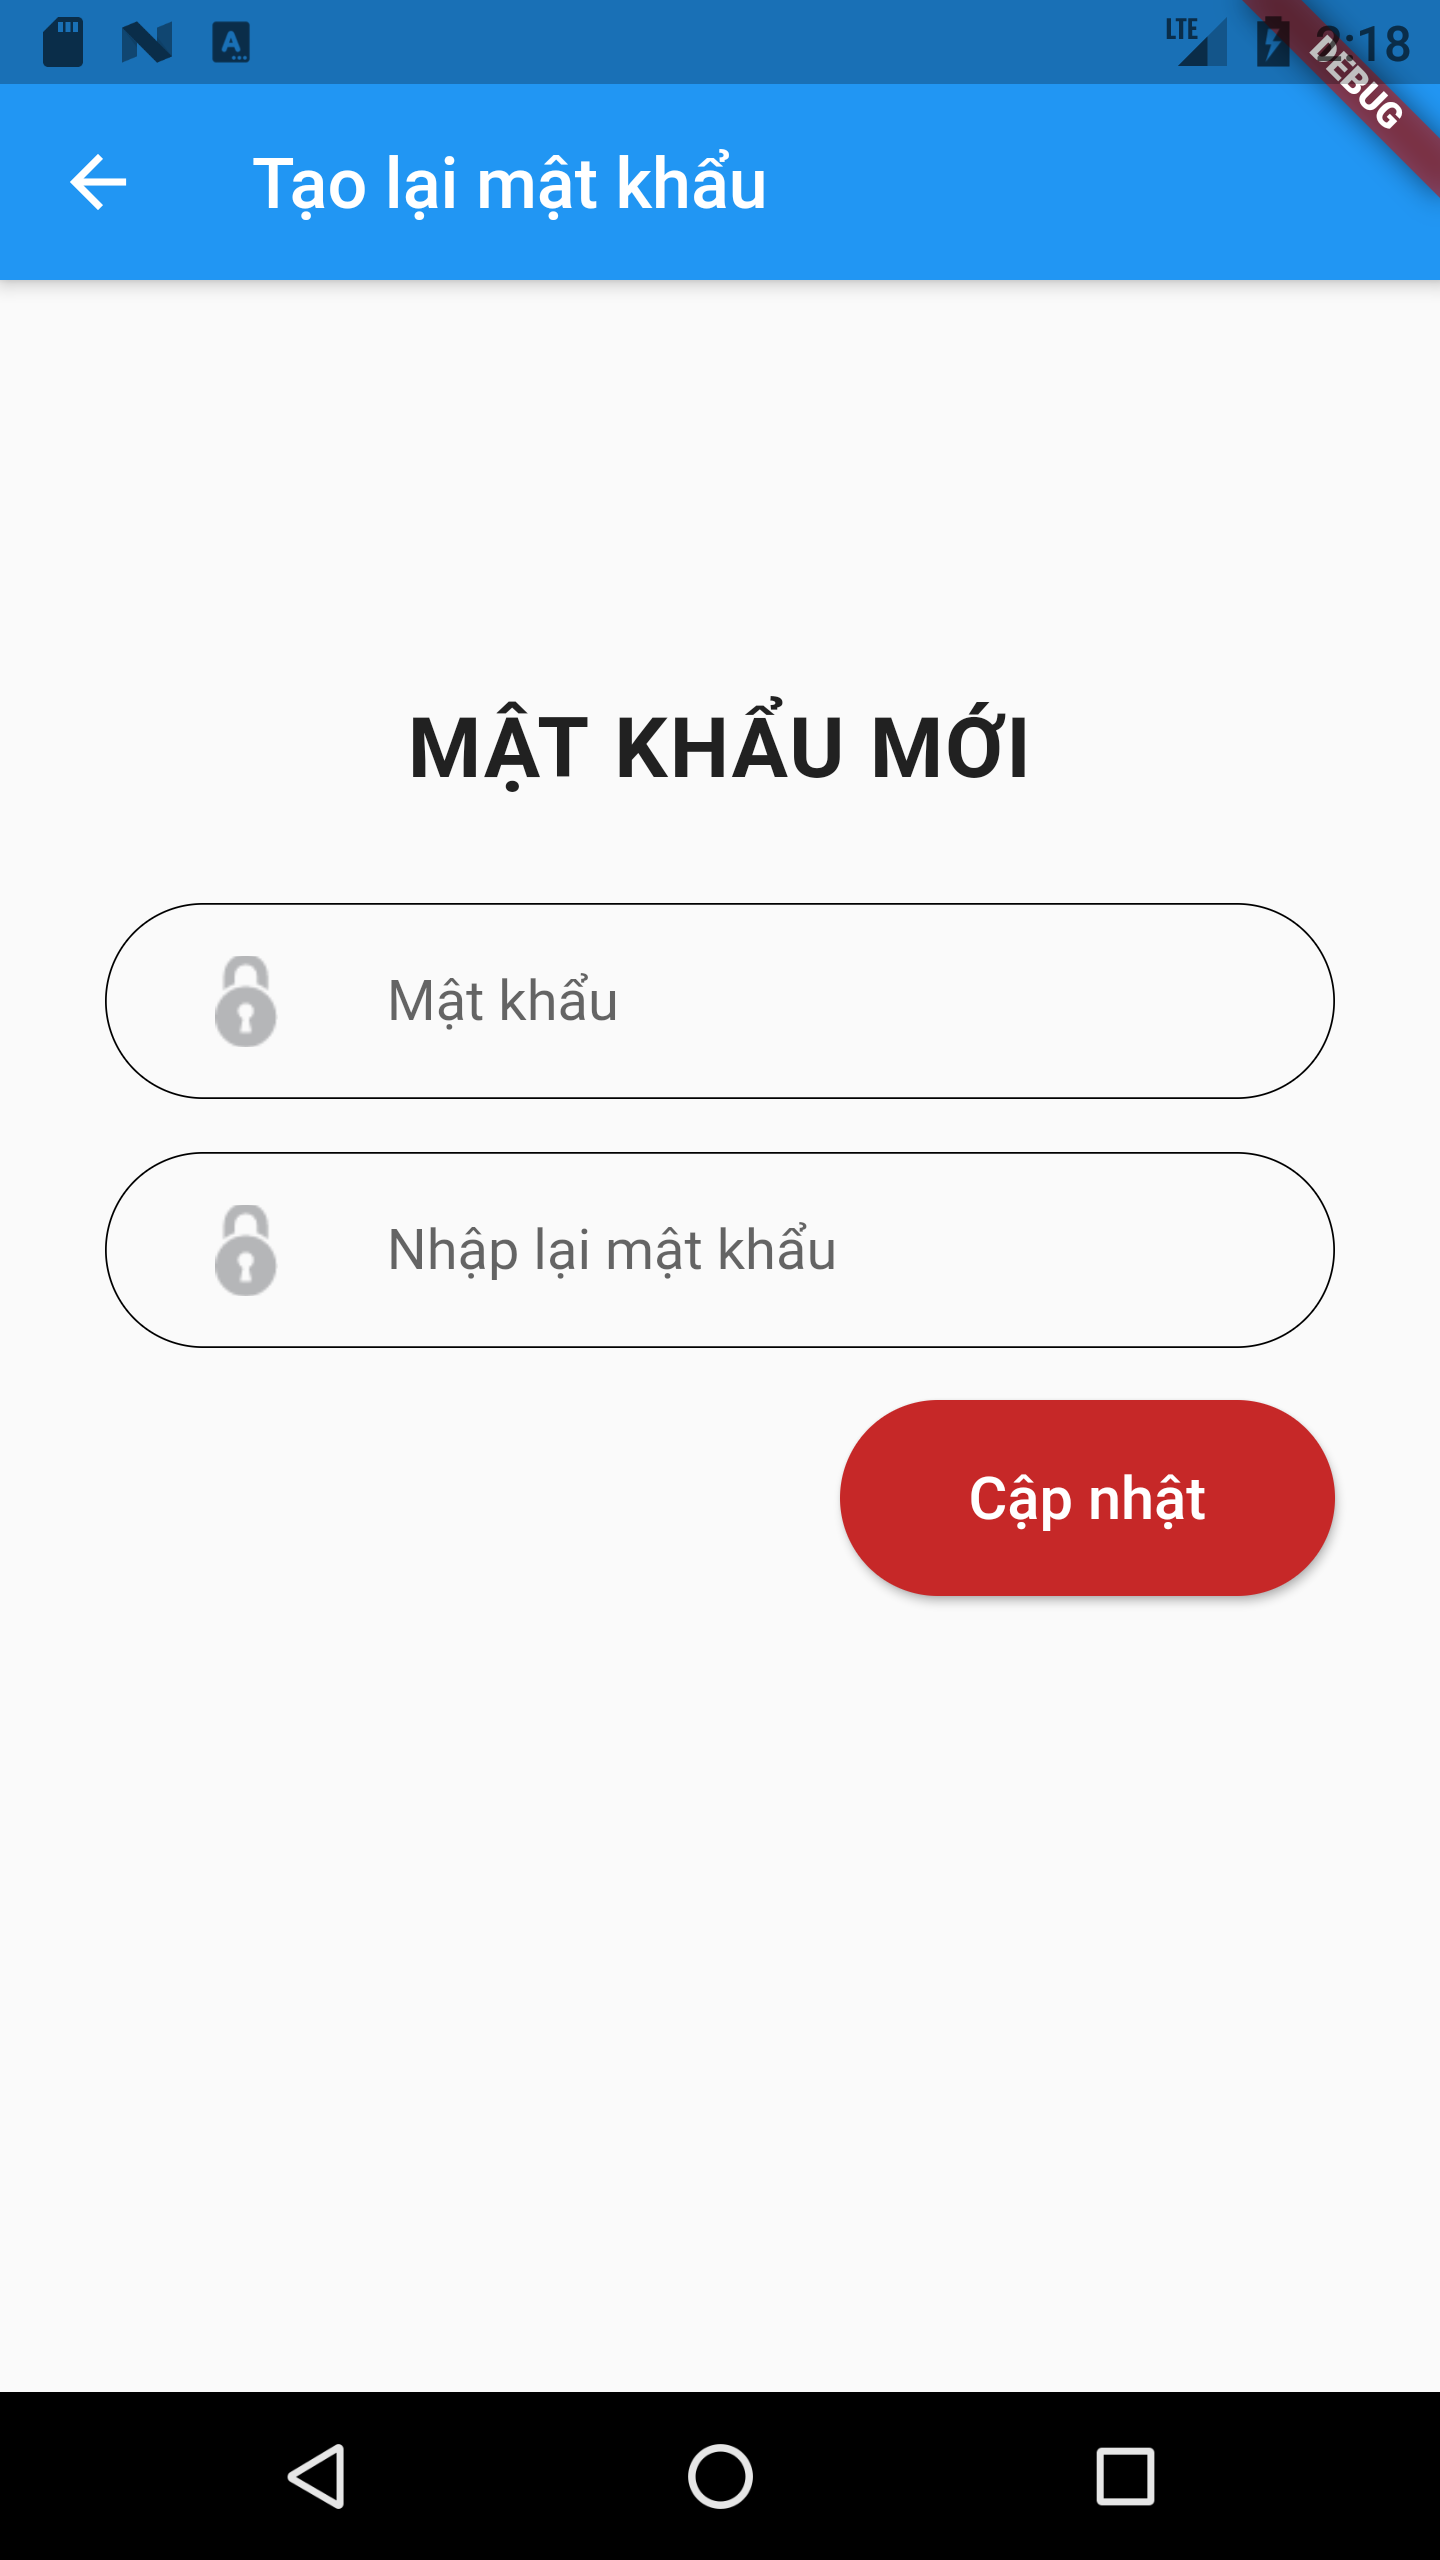 LTE 2:18
DEBUG
Tạo lại mật khẩu
MẬT KHẨU MỚI
Mật khẩu
Nhập lại mật khẩu
Cập nhật